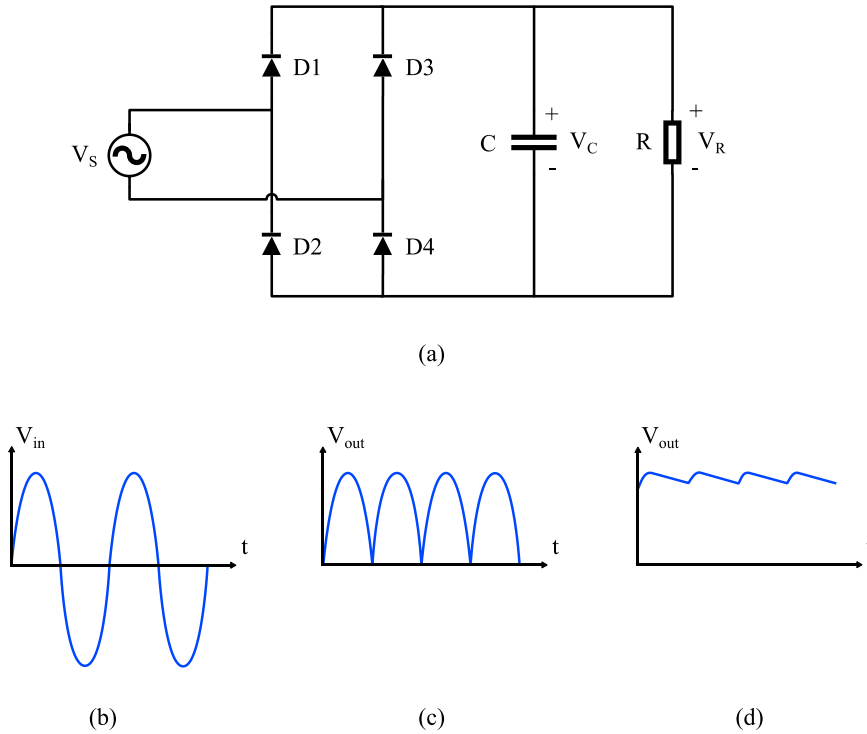 D1 D3
V_S C + V_C - R + V_R -
D2 D4
(a)
V_in V_out V_out
t t
(b) (c) (d)